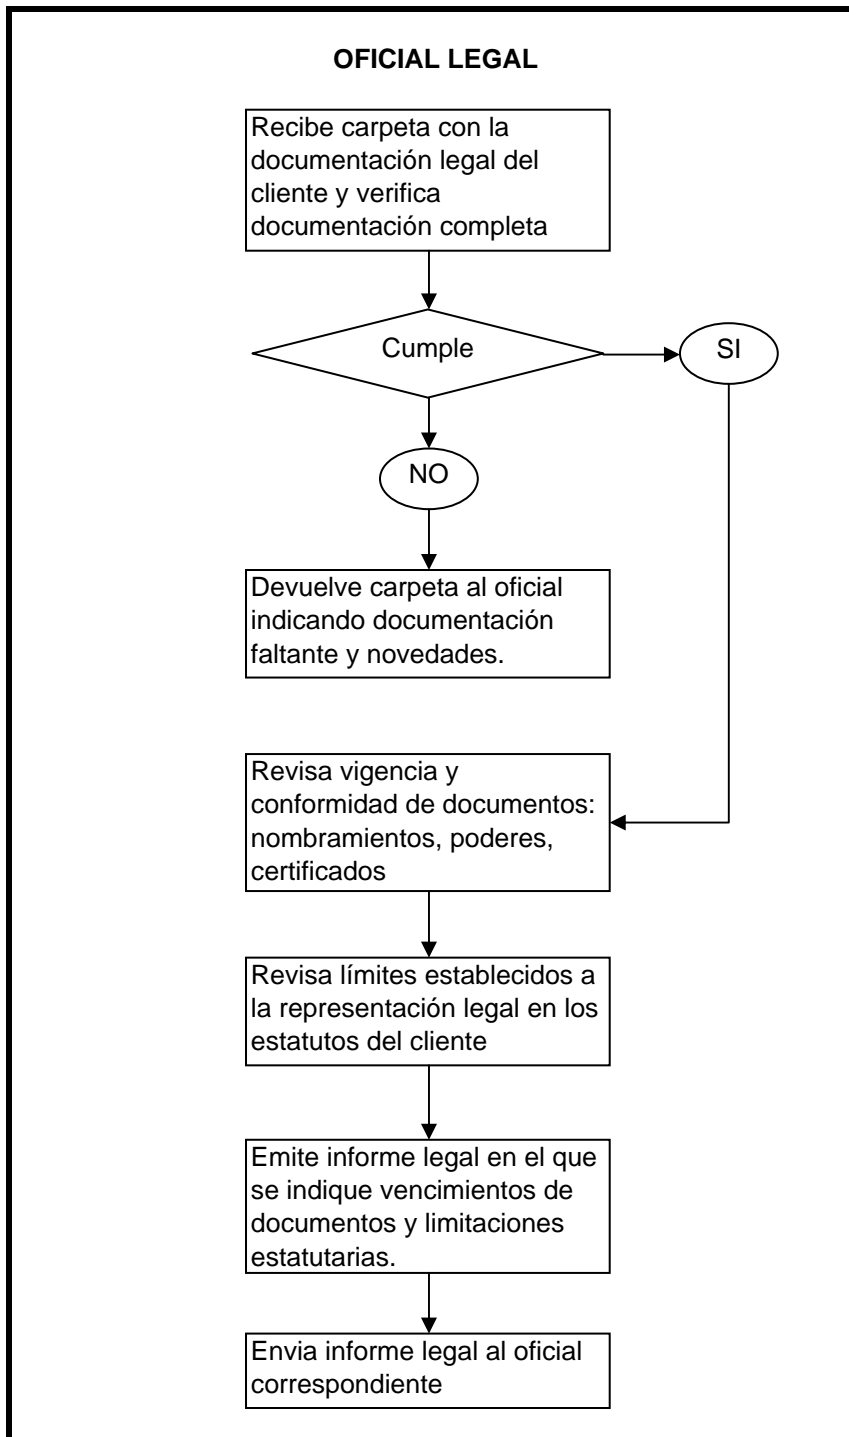 OFICIAL LEGAL
Recibe carpeta con la
documentación legal del
cliente y verifica
documentación completa
Cumple
SI
NO
Devuelve carpeta al oficial
indicando documentación
faltante y novedades.
Revisa vigencia y
conformidad de documentos:
nombramientos, poderes,
certificados
Revisa límites establecidos a
la representación legal en los
estatutos del cliente
Emite informe legal en el que
se indique vencimientos de
documentos y limitaciones
estatutarias.
Envia informe legal al oficial
correspondiente